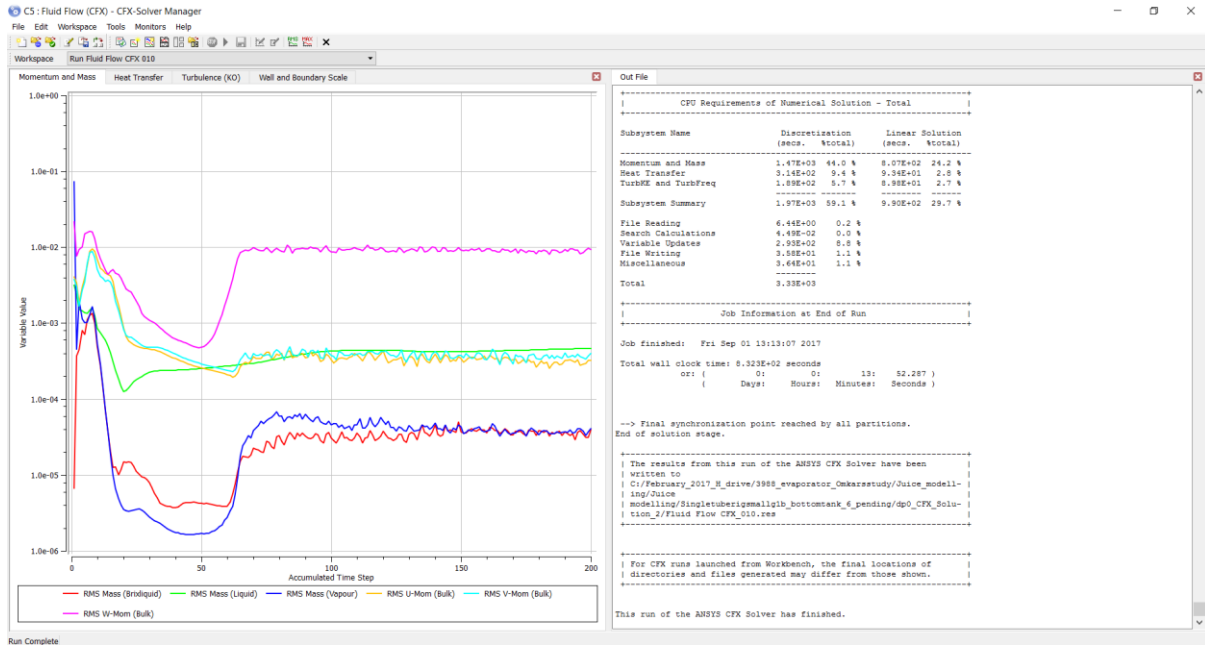 C5 : Fluid Flow (CFX) - CFX-Solver Manager
File Edit Workspace Tools Monitors Help
Workspace Run Fluid Flow CFX 010
Momentum and Mass Heat Transfer Turbulence (KO) Wall and Boundary Scale
1.0e+00
1.0e-01
1.0e-02
1.0e-03
1.0e-04
1.0e-05
1.0e-06
Variable Value
0 50 100 150 200
Accumulated Time Step
RMS Mass (Brixliquid) RMS Mass (Liquid) RMS Mass (Vapour) RMS U-Mom (Bulk) RMS V-Mom (Bulk)
RMS W-Mom (Bulk)
Run Complete
Out File
+--------------------------------------------------------------------+
| CPU Requirements of Numerical Solution - Total |
+--------------------------------------------------------------------+
Subsystem Name Discretization Linear Solution
(secs. %total) (secs. %total)
----------------------------------------------------------------------
Momentum and Mass 1.47E+03 44.0 % 8.07E+02 24.2 %
Heat Transfer 3.14E+02 9.4 % 9.34E+01 2.8 %
TurbKE and TurbFreq 1.89E+02 5.7 % 8.98E+01 2.7 %
-------- ------- -------- ------
Subsystem Summary 1.97E+03 59.1 % 9.90E+02 29.7 %
File Reading 6.44E+00 0.2 %
Search Calculations 4.49E-02 0.0 %
Variable Updates 2.93E+02 8.8 %
File Writing 3.58E+01 1.1 %
Miscellaneous 3.64E+01 1.1 %
--------
Total 3.33E+03
+--------------------------------------------------------------------+
| Job Information at End of Run |
+--------------------------------------------------------------------+
Job finished: Fri Sep 01 13:13:07 2017
Total wall clock time: 8.323E+02 seconds
or: ( 0: 0: 13: 52.287 )
( Days: Hours: Minutes: Seconds )
--> Final synchronization point reached by all partitions.
End of solution stage.
+--------------------------------------------------------------------+
| The results from this run of the ANSYS CFX Solver have been |
| written to |
| C:/February_2017_H_drive/3988_evaporator_Omkarsstudy/Juice_modell- |
| ing/Juice |
| modelling/Singletuberigsmallglb_bottomtank_6_pending/dp0_CFX_Solu- |
| tion_2/Fluid Flow CFX_010.res |
+--------------------------------------------------------------------+
+--------------------------------------------------------------------+
| For CFX runs launched from Workbench, the final locations of |
| directories and files generated may differ from those shown. |
+--------------------------------------------------------------------+
This run of the ANSYS CFX Solver has finished.